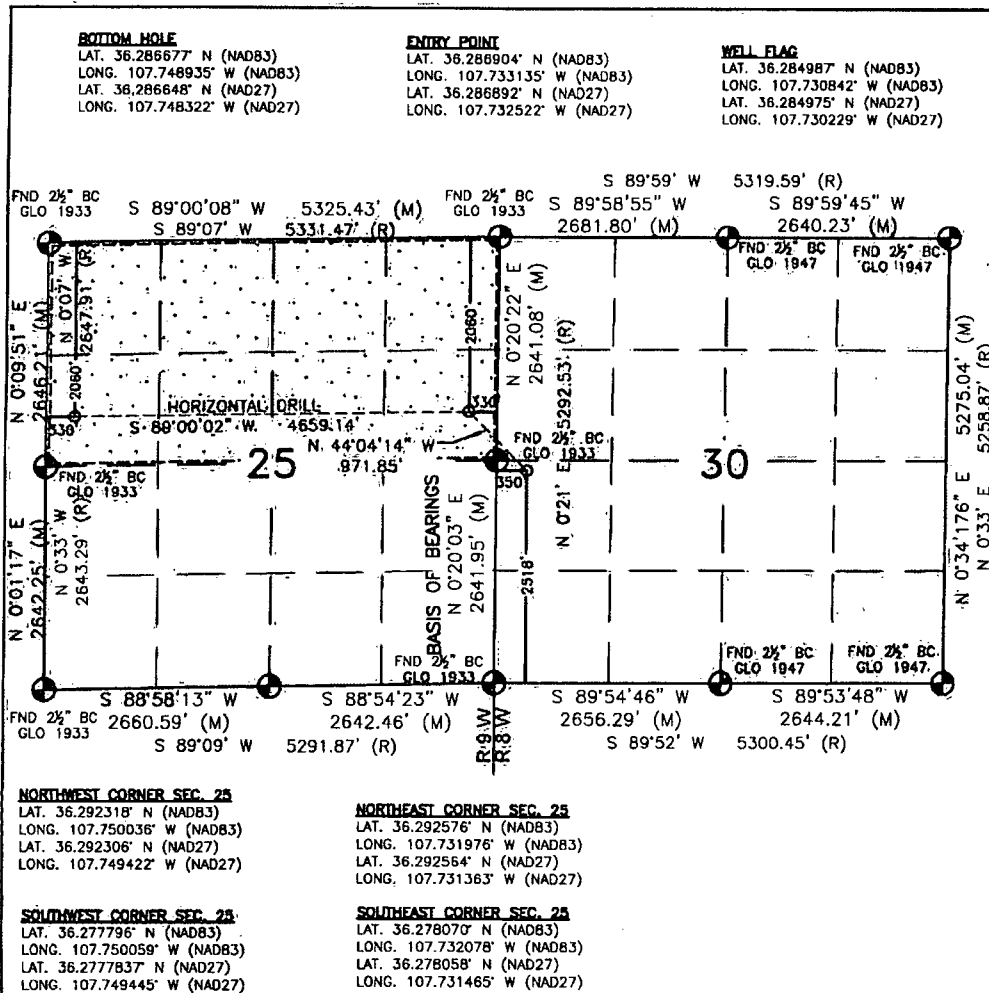 BOTTOM HOLE
LAT. 36.286677° N (NAD83)
LONG. 107.748935° W (NAD83)
LAT. 36.286648° N (NAD27)
LONG. 107.748322° W (NAD27)
ENTRY POINT
LAT. 36.286904° N (NAD83)
LONG. 107.733135° W (NAD83)
LAT. 36.286892° N (NAD27)
LONG. 107.732522° W (NAD27)
WELL FLAG
LAT. 36.284987° N (NAD83)
LONG. 107.730842° W (NAD83)
LAT. 36.284975° N (NAD27)
LONG. 107.730229° W (NAD27)
FND 2½" BC
GLO 1933
S 89°00'08" W 5325.43' (M)
S 89°07' W 5331.47' (R)
FND 2½" BC
GLO 1933
S 89°59' W 5319.59' (R)
S 89°58'55" W
2681.80' (M)
S 89°59'45" W
2640.23' (M)
FND 2½" BC
GLO 1947
FND 2½" BC
GLO 1947
N 0°09'51" E
2646.21' (M)
N 0°07' W
2647.91' (R)
2060'
330'
HORIZONTAL DRILL
S 89°00'02" W 4659.14'
2060'
330'
N 44°04'14" W
971.85'
N 0°20'22" E
2641.08' (M)
N 0°21' E 5292.53' (R)
FND 2½" BC
GLO 1933
350'
2518'
25
30
FND 2½" BC
GLO 1933
N 0°01'17" E
2642.25' (M)
N 0°33' W
2643.29' (R)
BASIS OF BEARINGS
N 0°20'03" E
2641.95' (M)
N 0°34'176" E 5275.04' (M)
N 0°33' E 5258.87' (R)
FND 2½" BC
GLO 1933
FND 2½" BC
GLO 1947
FND 2½" BC
GLO 1947
FND 2½" BC
GLO 1933
S 88°58'13" W
2660.59' (M)
S 88°54'23" W
2642.46' (M)
S 89°09' W 5291.87' (R)
R9W
R8W
S 89°54'46" W
2656.29' (M)
S 89°53'48" W
2644.21' (M)
S 89°52' W 5300.45' (R)
NORTHWEST CORNER SEC. 25
LAT. 36.292318° N (NAD83)
LONG. 107.750036° W (NAD83)
LAT. 36.292306° N (NAD27)
LONG. 107.749422° W (NAD27)
NORTHEAST CORNER SEC. 25
LAT. 36.292576° N (NAD83)
LONG. 107.731976° W (NAD83)
LAT. 36.292564° N (NAD27)
LONG. 107.731363° W (NAD27)
SOUTHWEST CORNER SEC. 25
LAT. 36.277796° N (NAD83)
LONG. 107.750059° W (NAD83)
LAT. 36.2777837° N (NAD27)
LONG. 107.749445° W (NAD27)
SOUTHEAST CORNER SEC. 25
LAT. 36.278070° N (NAD83)
LONG. 107.732078° W (NAD83)
LAT. 36.278058° N (NAD27)
LONG. 107.731465° W (NAD27)